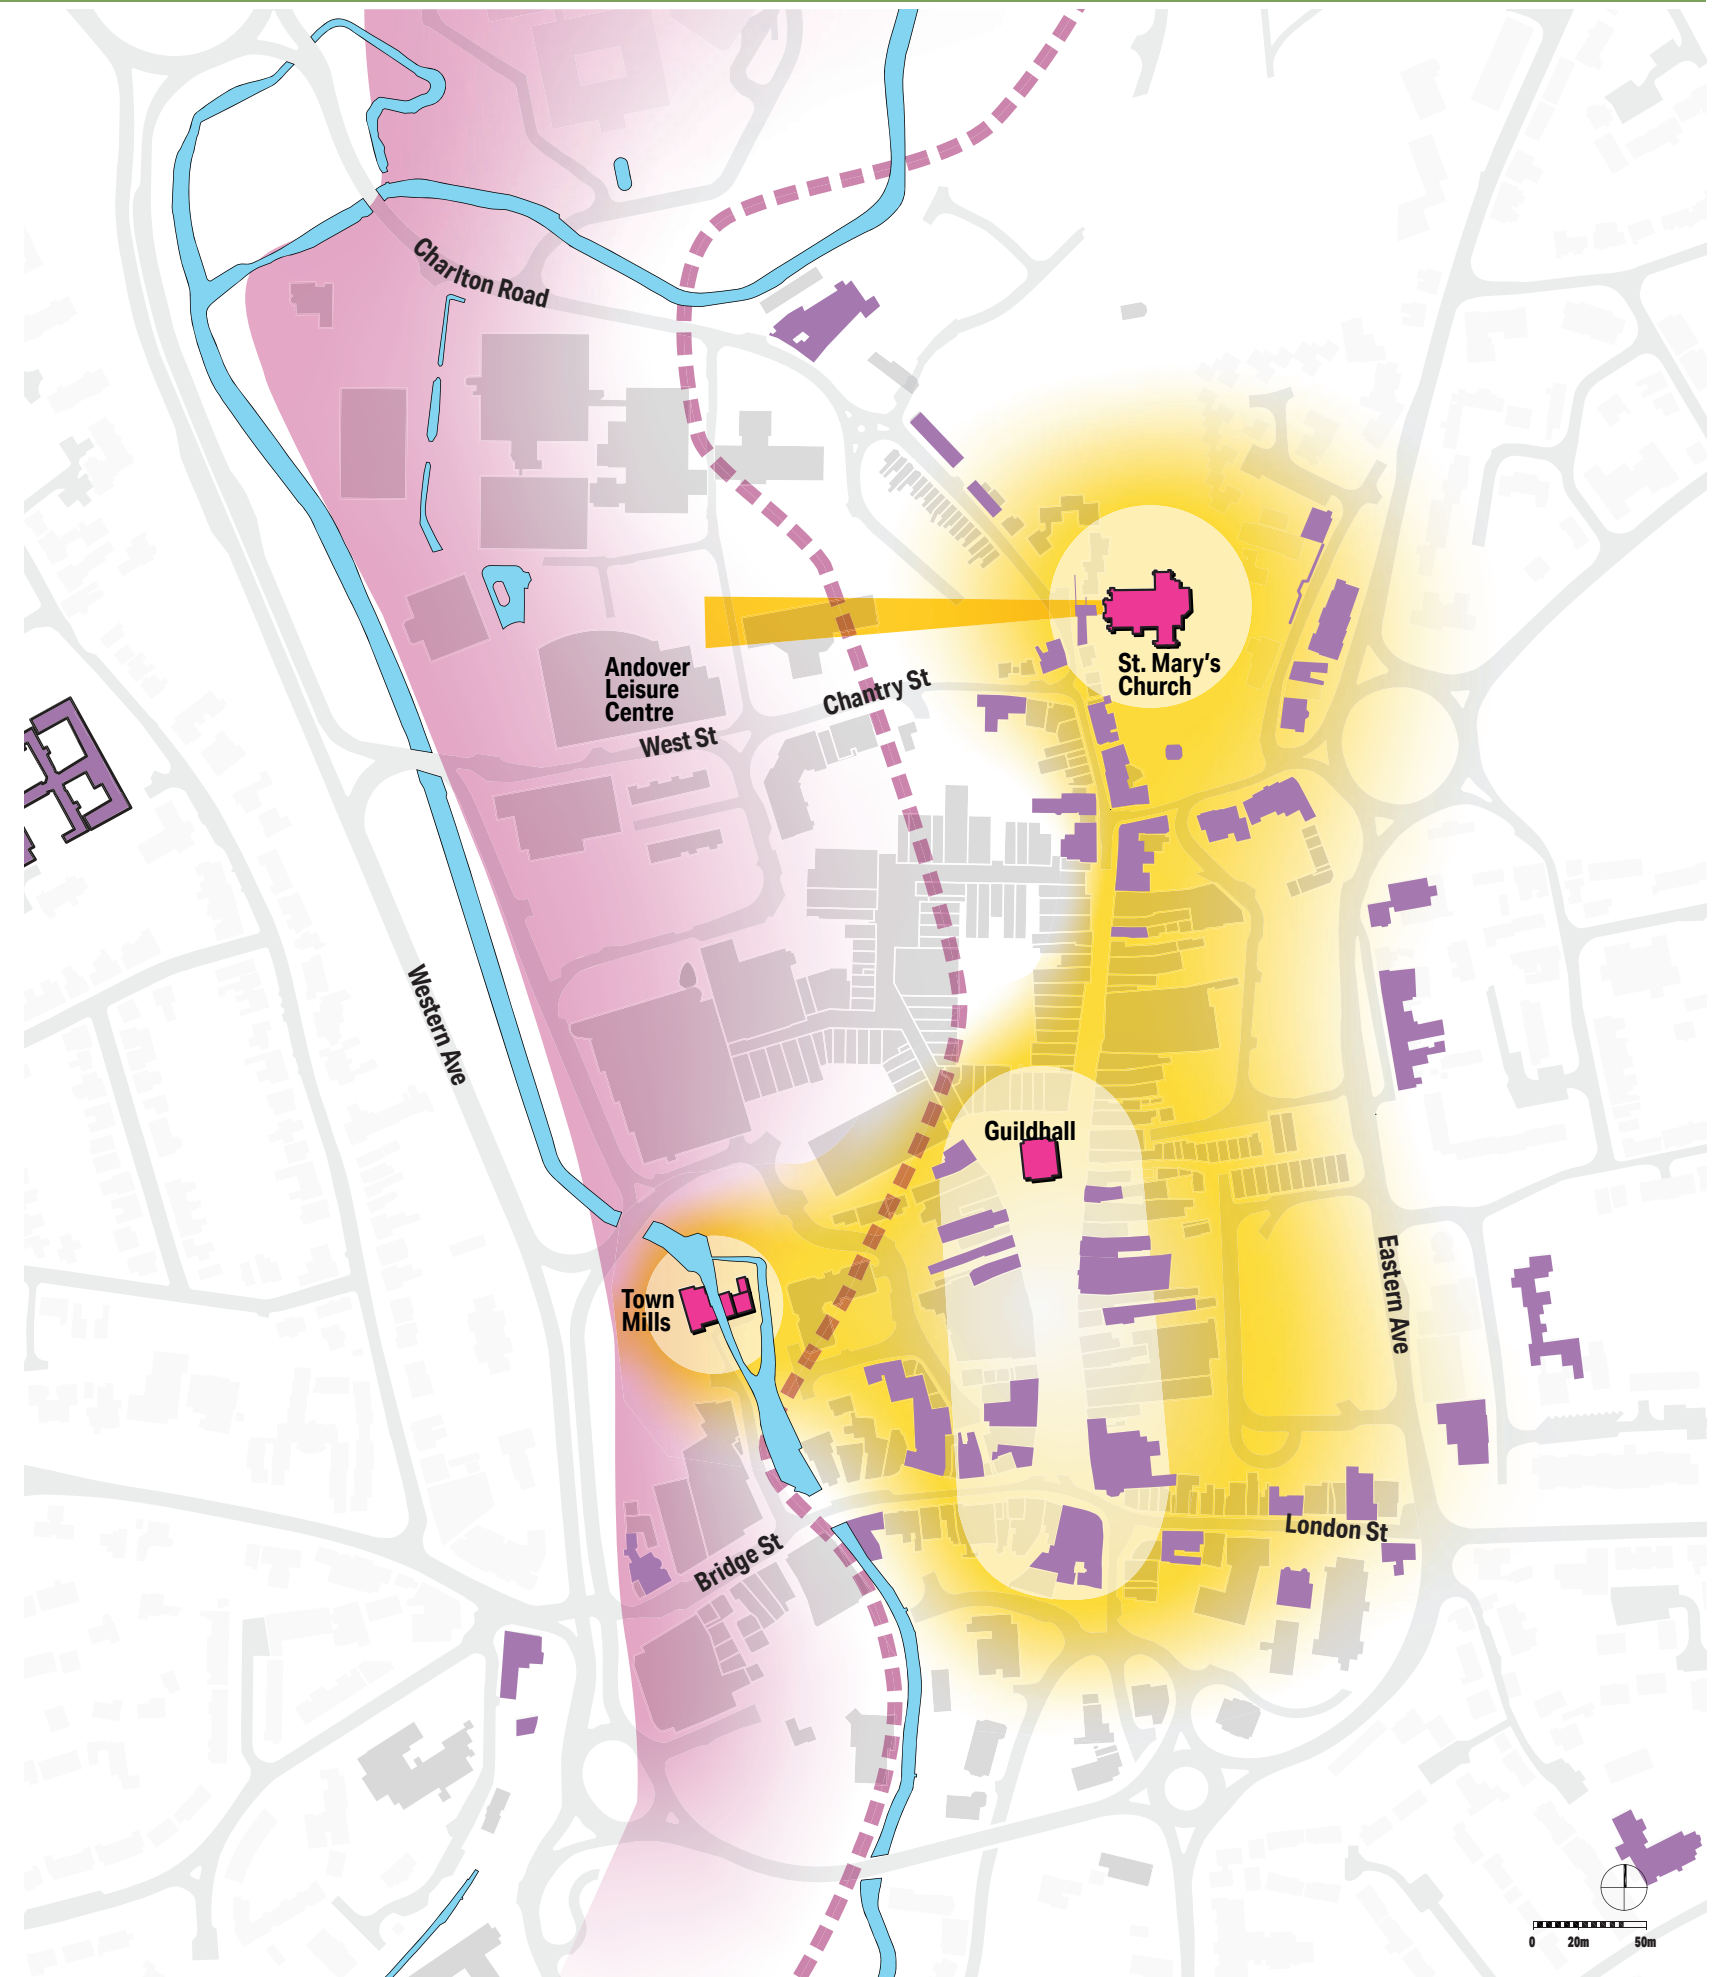 Charlton Road
Andover
Leisure
Centre
West St
Chantry St
St. Mary's
Church
Western Ave
Guildhall
Town
Mills
Eastern Ave
London St
Bridge St
0 20m 50m